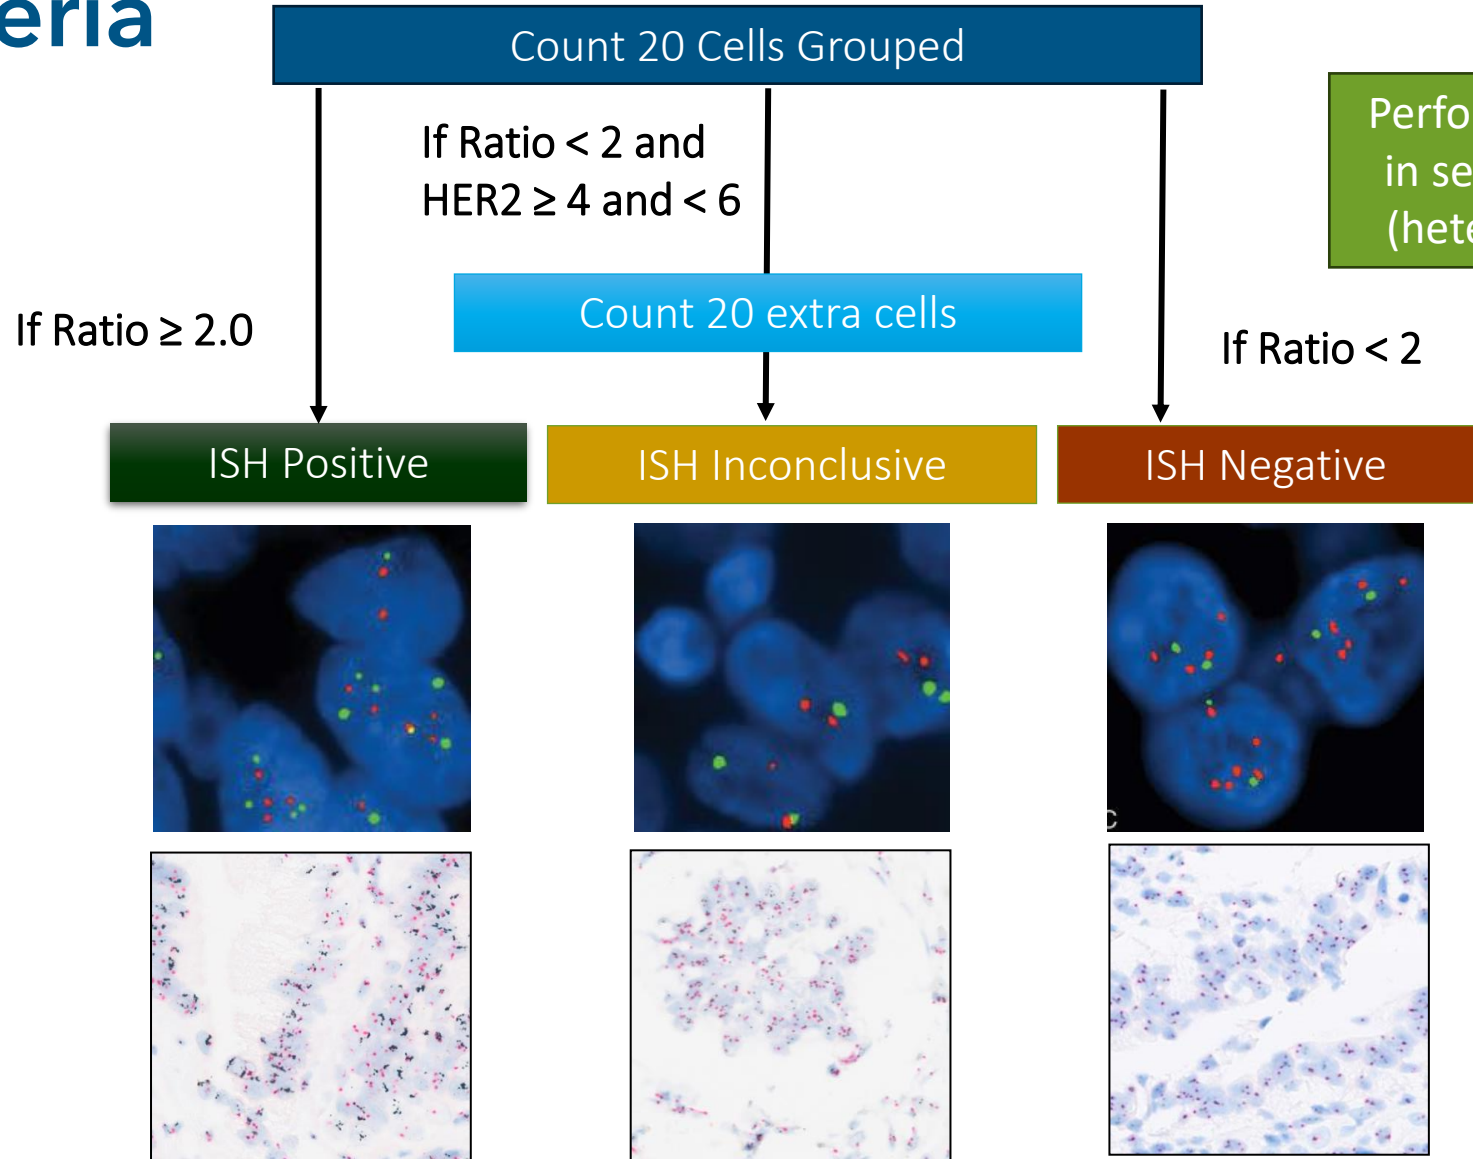 eria
Count 20 Cells Grouped
If Ratio < 2 and
HER2 ≥ 4 and < 6
Perfo
in se
(hete
Count 20 extra cells
If Ratio ≥ 2.0
If Ratio < 2
ISH Positive
ISH Inconclusive
ISH Negative
C